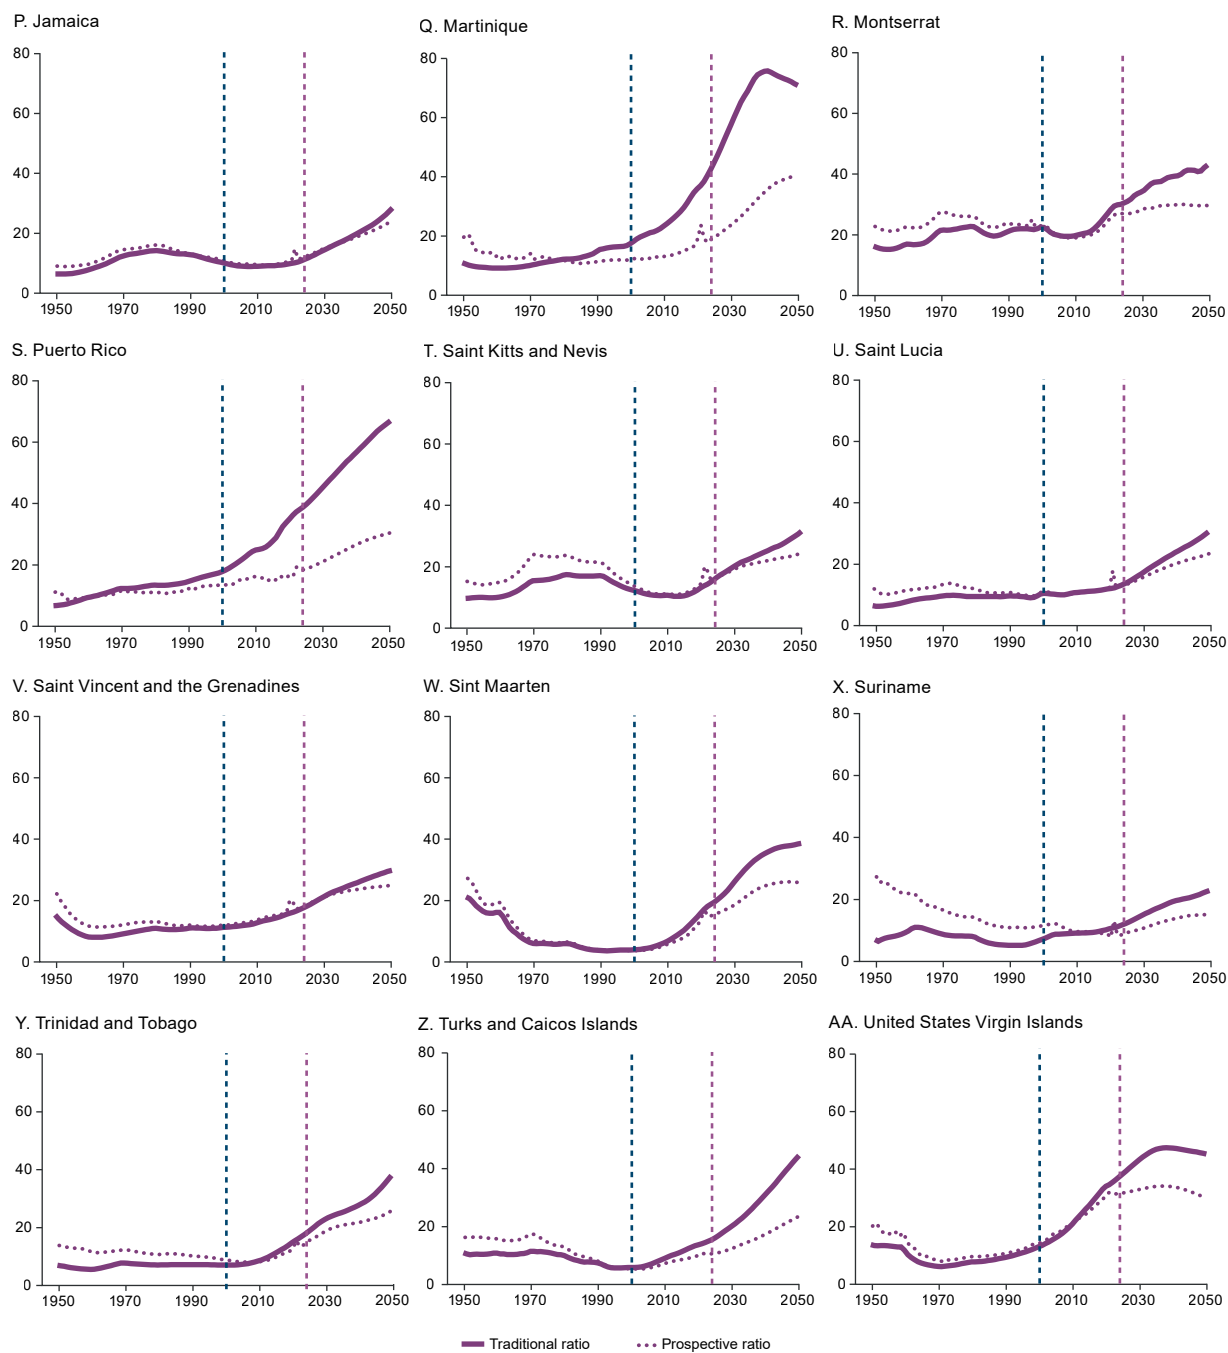 P. Jamaica
80
60
40
20
0
1950 1970 1990 2010 2030 2050
Q. Martinique
80
60
40
20
0
1950 1970 1990 2010 2030 2050
R. Montserrat
80
60
40
20
0
1950 1970 1990 2010 2030 2050
S. Puerto Rico
80
60
40
20
0
1950 1970 1990 2010 2030 2050
T. Saint Kitts and Nevis
80
60
40
20
0
1950 1970 1990 2010 2030 2050
U. Saint Lucia
80
60
40
20
0
1950 1970 1990 2010 2030 2050
V. Saint Vincent and the Grenadines
80
60
40
20
0
1950 1970 1990 2010 2030 2050
W. Sint Maarten
80
60
40
20
0
1950 1970 1990 2010 2030 2050
X. Suriname
80
60
40
20
0
1950 1970 1990 2010 2030 2050
Y. Trinidad and Tobago
80
60
40
20
0
1950 1970 1990 2010 2030 2050
Z. Turks and Caicos Islands
80
60
40
20
0
1950 1970 1990 2010 2030 2050
AA. United States Virgin Islands
80
60
40
20
0
1950 1970 1990 2010 2030 2050
Traditional ratio Prospective ratio